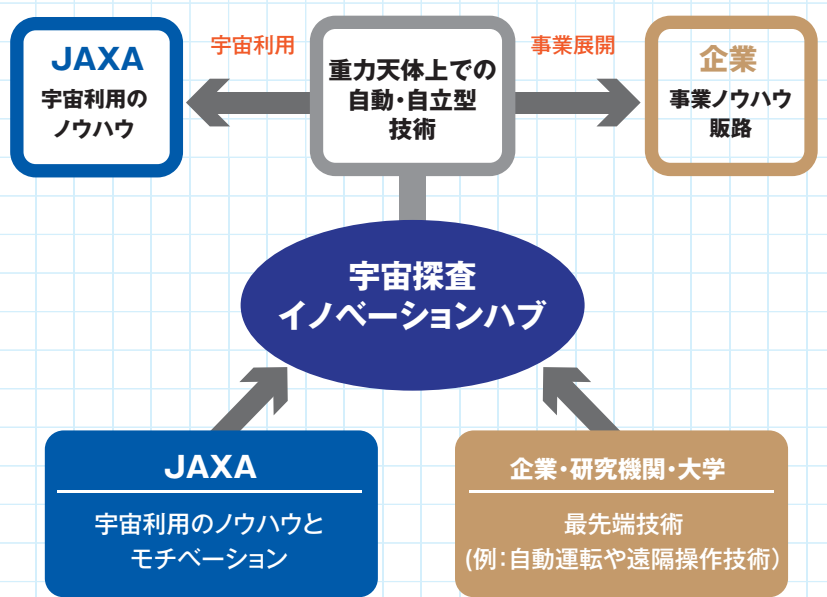 JAXA
宇宙利用の
ノウハウ
宇宙利用
重力天体上での
自動・自立型
技術
事業展開
企業
事業ノウハウ
販路
宇宙探査
イノベーションハブ
JAXA
宇宙利用のノウハウと
モチベーション
企業・研究機関・大学
最先端技術
(例：自動運転や遠隔操作技術）